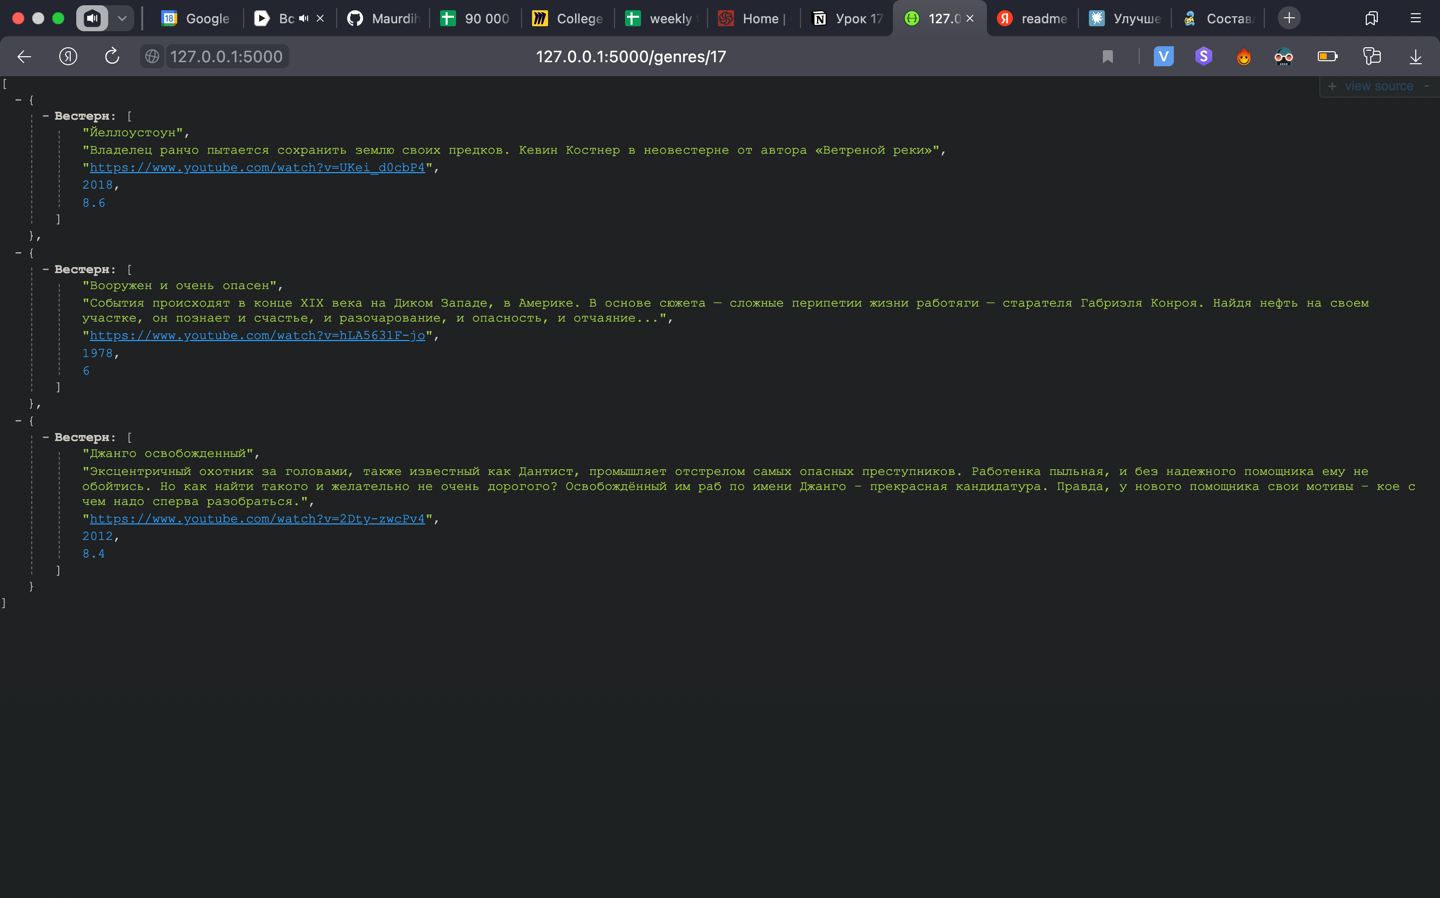 Google
Вс
Maurdih
90 000
College
weekly
Home |
Урок 17
127.0
readme
Улучше
Состав
127.0.0.1:5000
127.0.0.1:5000/genres/17
+ view source -
[
- {
- Вестерн: [
"Йеллоустоун",
"Владелец ранчо пытается сохранить землю своих предков. Кевин Костнер в неовестерне от автора «Ветреной реки»",
"https://www.youtube.com/watch?v=UKei_d0cbP4",
2018,
8.6
]
},
- {
- Вестерн: [
"Вооружен и очень опасен",
"События происходят в конце XIX века на Диком Западе, в Америке. В основе сюжета — сложные перипетии жизни работяги — старателя Габриэля Конроя. Найдя нефть на своем
участке, он познает и счастье, и разочарование, и опасность, и отчаяние...",
"https://www.youtube.com/watch?v=hLA5631F-jo",
1978,
6
]
},
- {
- Вестерн: [
"Джанго освобожденный",
"Эксцентричный охотник за головами, также известный как Дантист, промышляет отстрелом самых опасных преступников. Работенка пыльная, и без надежного помощника ему не
обойтись. Но как найти такого и желательно не очень дорогого? Освобождённый им раб по имени Джанго – прекрасная кандидатура. Правда, у нового помощника свои мотивы – кое с
чем надо сперва разобраться.",
"https://www.youtube.com/watch?v=2Dty-zwcPv4",
2012,
8.4
]
}
]